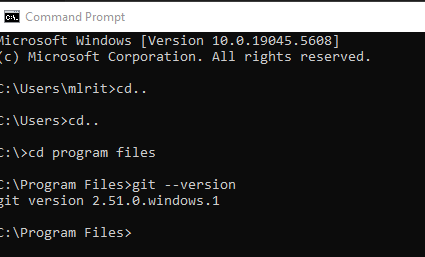 Command Prompt
Microsoft Windows [Version 10.0.19045.5608]
(c) Microsoft Corporation. All rights reserved.
C:\Users\mlrit>cd..
C:\Users>cd..
C:\>cd program files
C:\Program Files>git --version
git version 2.51.0.windows.1
C:\Program Files>